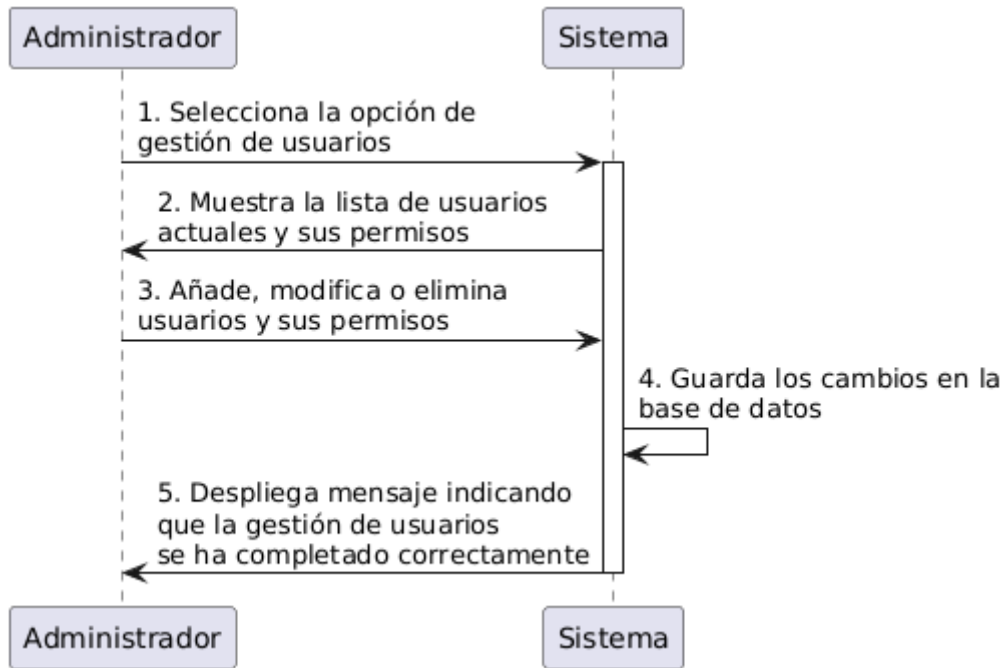 Administrador
Sistema
1. Selecciona la opción de
gestión de usuarios
2. Muestra la lista de usuarios
actuales y sus permisos
3. Añade, modifica o elimina
usuarios y sus permisos
4. Guarda los cambios en la
base de datos
5. Despliega mensaje indicando
que la gestión de usuarios
se ha completado correctamente
Administrador
Sistema